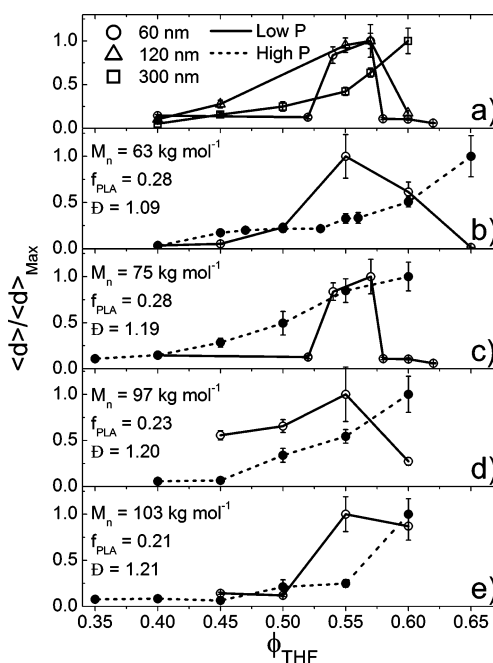 60 nm Low P
120 nm High P
300 nm
1.0
0.5
0.0
a)
Mₙ = 63 kg mol⁻¹
f_PLA = 0.28
Đ = 1.09
1.0
0.5
0.0
b)
Mₙ = 75 kg mol⁻¹
f_PLA = 0.28
Đ = 1.19
1.0
0.5
0.0
c)
Mₙ = 97 kg mol⁻¹
f_PLA = 0.23
Đ = 1.20
1.0
0.5
0.0
d)
Mₙ = 103 kg mol⁻¹
f_PLA = 0.21
Đ = 1.21
1.0
0.5
0.0
e)
<d>/<d>_Max
0.35 0.40 0.45 0.50 0.55 0.60 0.65
ϕ_THF